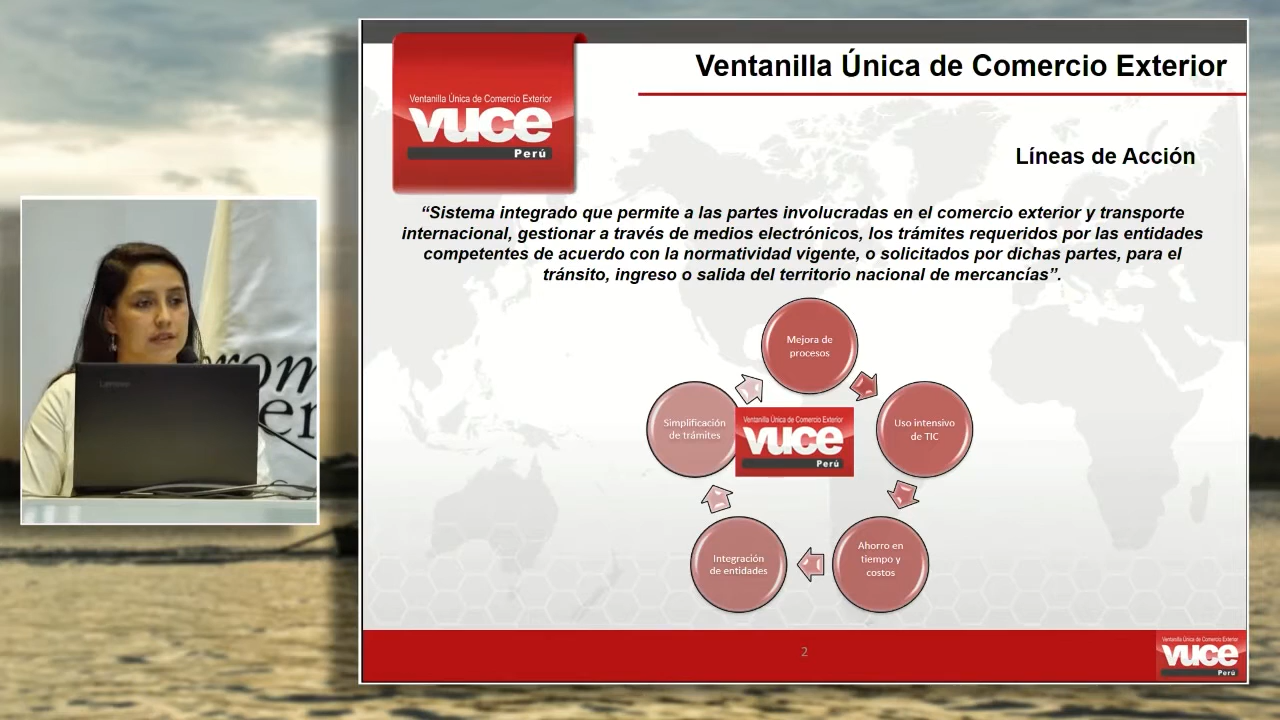 Ventanilla Única de Comercio Exterior
Ventanilla Única de Comercio Exterior
vuce
Perú
Líneas de Acción
“Sistema integrado que permite a las partes involucradas en el comercio exterior y transporte
internacional, gestionar a través de medios electrónicos, los trámites requeridos por las entidades
competentes de acuerdo con la normatividad vigente, o solicitados por dichas partes, para el
tránsito, ingreso o salida del territorio nacional de mercancías”.
Mejora de
procesos
Uso intensivo
de TIC
Ahorro en
tiempo y
costos
Integración
de entidades
Simplificación
de trámites
Ventanilla Única de Comercio Exterior
vuce
Perú
Lenovo
2
Ventanilla Única de Comercio Exterior
vuce
Perú